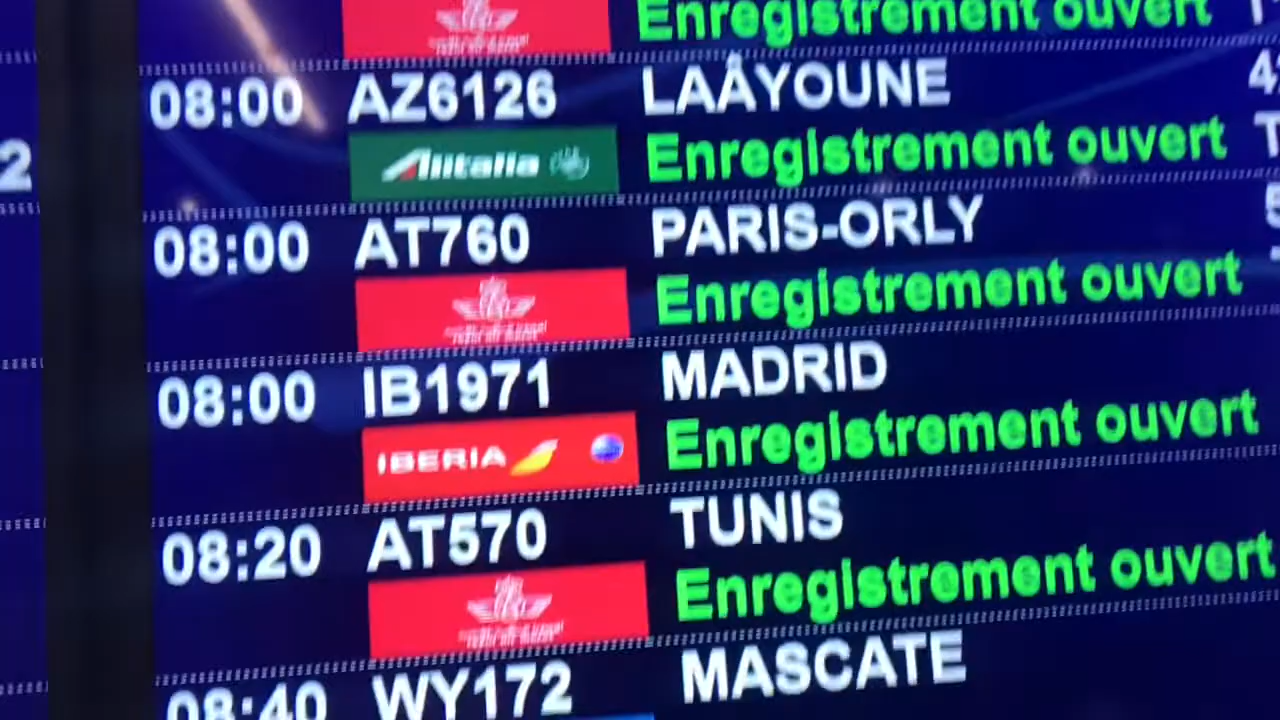 Enregistrement ouvert
08:00 AZ6126 LAÂYOUNE
Alitalia Enregistrement ouvert
08:00 AT760 PARIS-ORLY
Enregistrement ouvert
08:00 IB1971 MADRID
IBERIA Enregistrement ouvert
08:20 AT570 TUNIS
Enregistrement ouvert
08:40 WY172 MASCATE